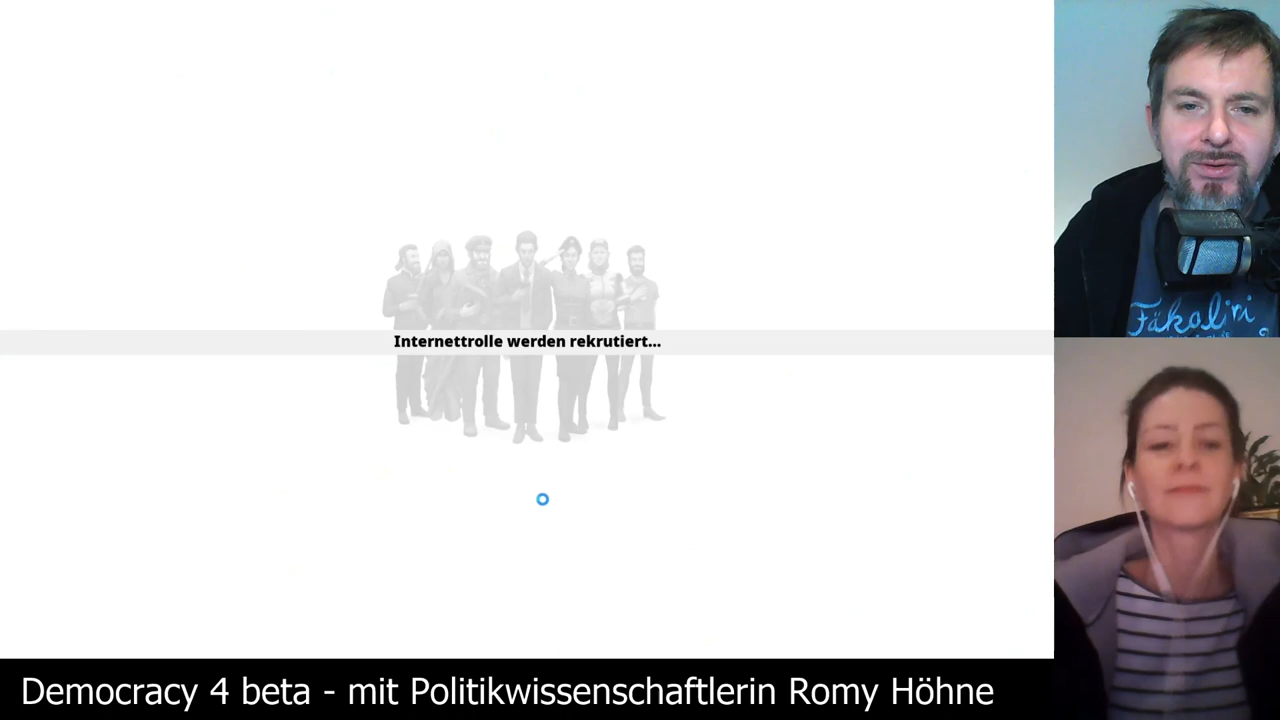 Internettrolle werden rekrutiert...
Fäkalini
Democracy 4 beta - mit Politikwissenschaftlerin Romy Höhne